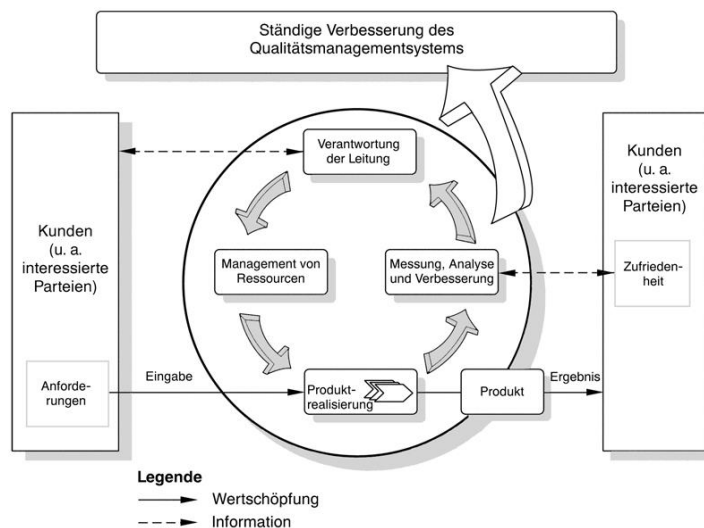 Ständige Verbesserung des
Qualitätsmanagementsystems
Kunden
(u. a.
interessierte
Parteien)
Anforde-
rungen
Verantwortung
der Leitung
Management von
Ressourcen
Messung, Analyse
und Verbesserung
Eingabe
Produkt-
realisierung
Produkt
Ergebnis
Kunden
(u. a.
interessierte
Parteien)
Zufrieden-
heit
Legende
Wertschöpfung
Information